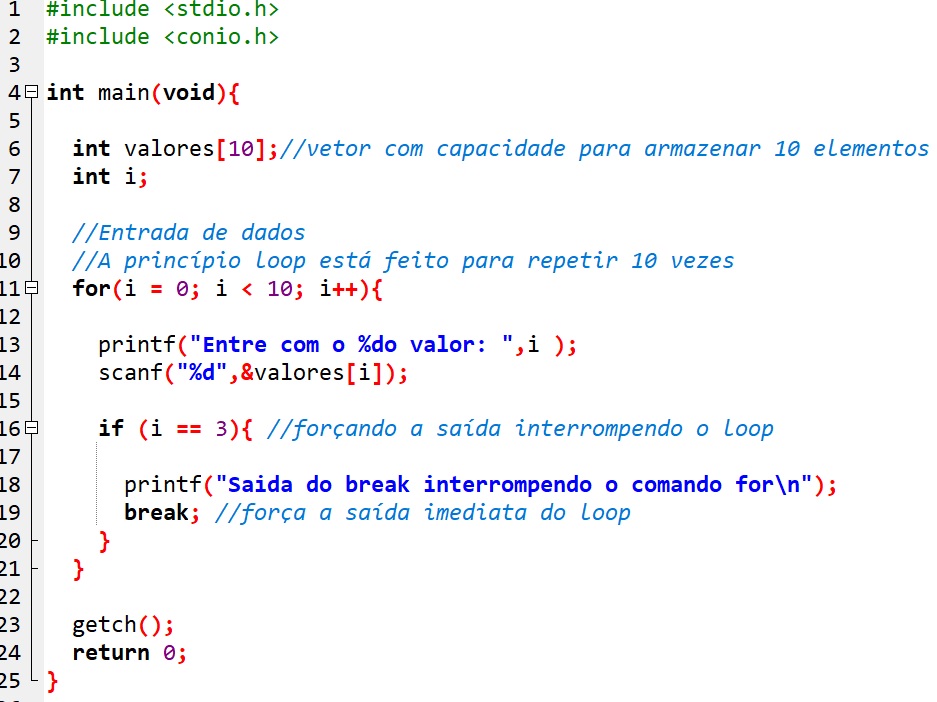 1 #include <stdio.h>
2 #include <conio.h>
3
4 int main(void){
5
6 int valores[10];//vetor com capacidade para armazenar 10 elementos
7 int i;
8
9 //Entrada de dados
10 //A princípio loop está feito para repetir 10 vezes
11 for(i = 0; i < 10; i++){
12
13 printf("Entre com o %do valor: ",i );
14 scanf("%d",&valores[i]);
15
16 if (i == 3){ //forçando a saída interrompendo o loop
17
18 printf("Saida do break interrompendo o comando for\n");
19 break; //força a saída imediata do loop
20 }
21 }
22
23 getch();
24 return 0;
25 }